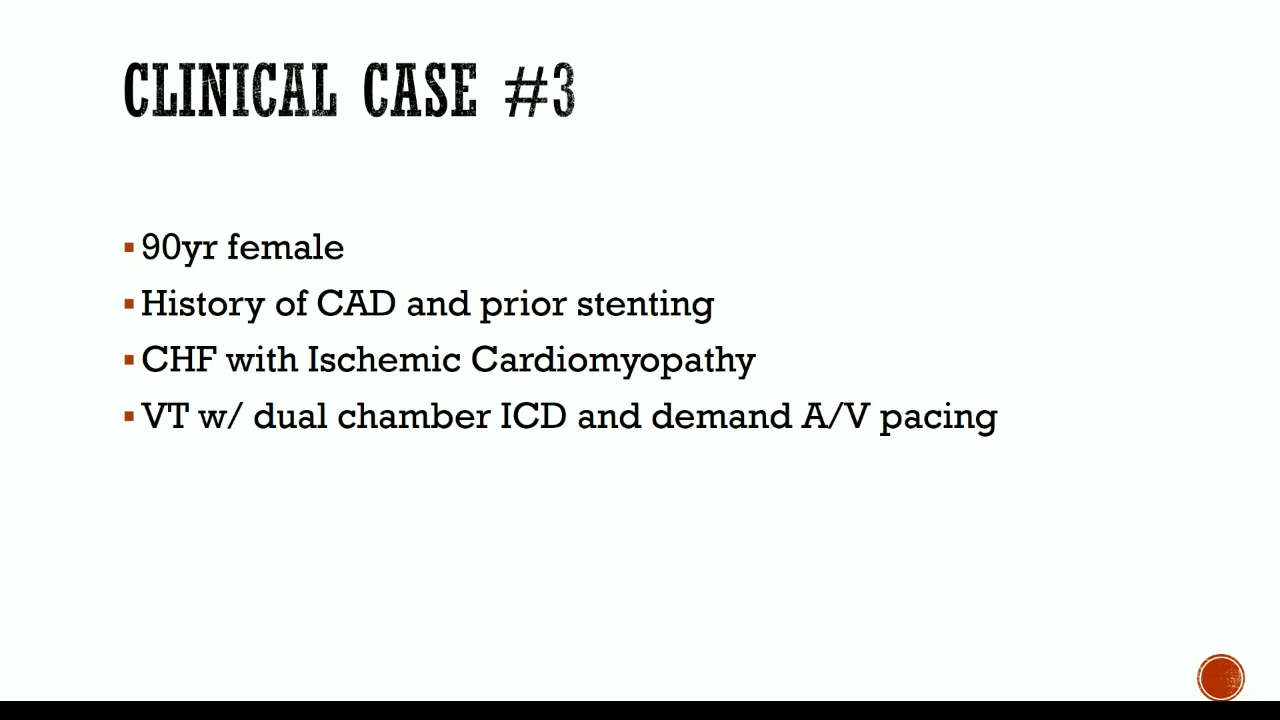 CLINICAL CASE #3
90yr female
History of CAD and prior stenting
CHF with Ischemic Cardiomyopathy
VT w/ dual chamber ICD and demand A/V pacing